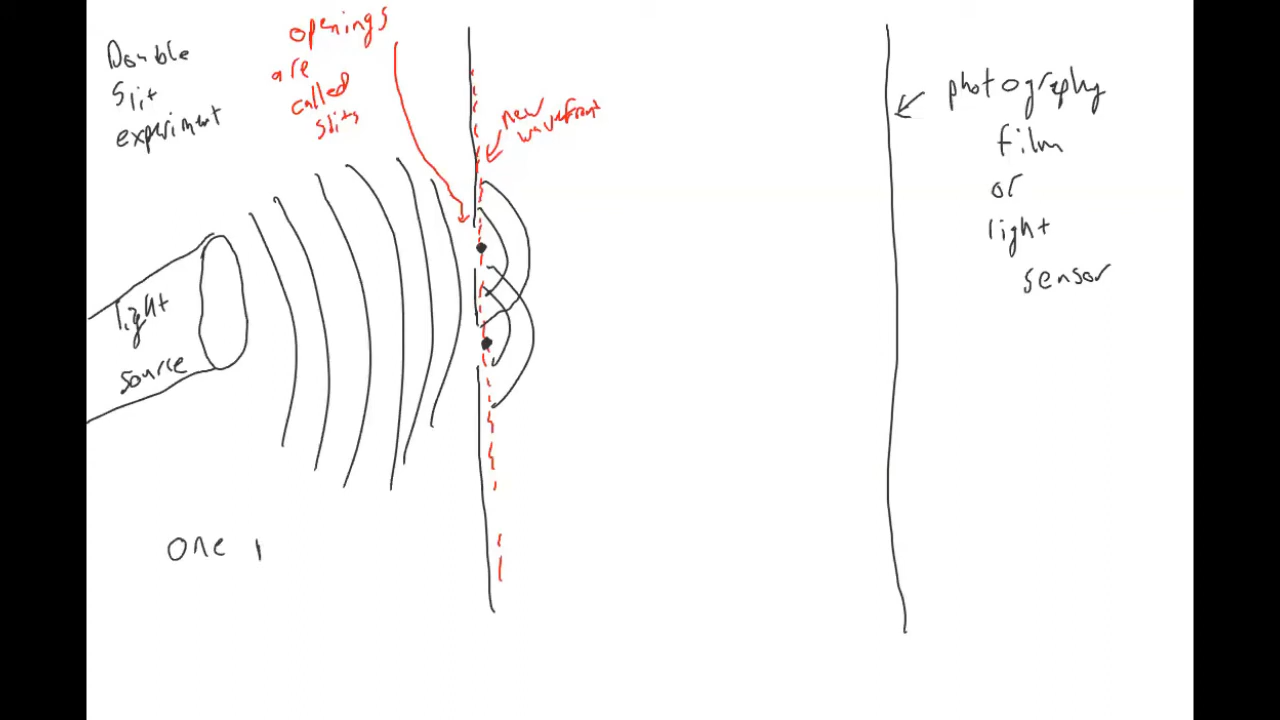 Double
Slit
experiment
openings
are
called
slits
new
wavefront
photography
film
or
light
sensor
light
source
one